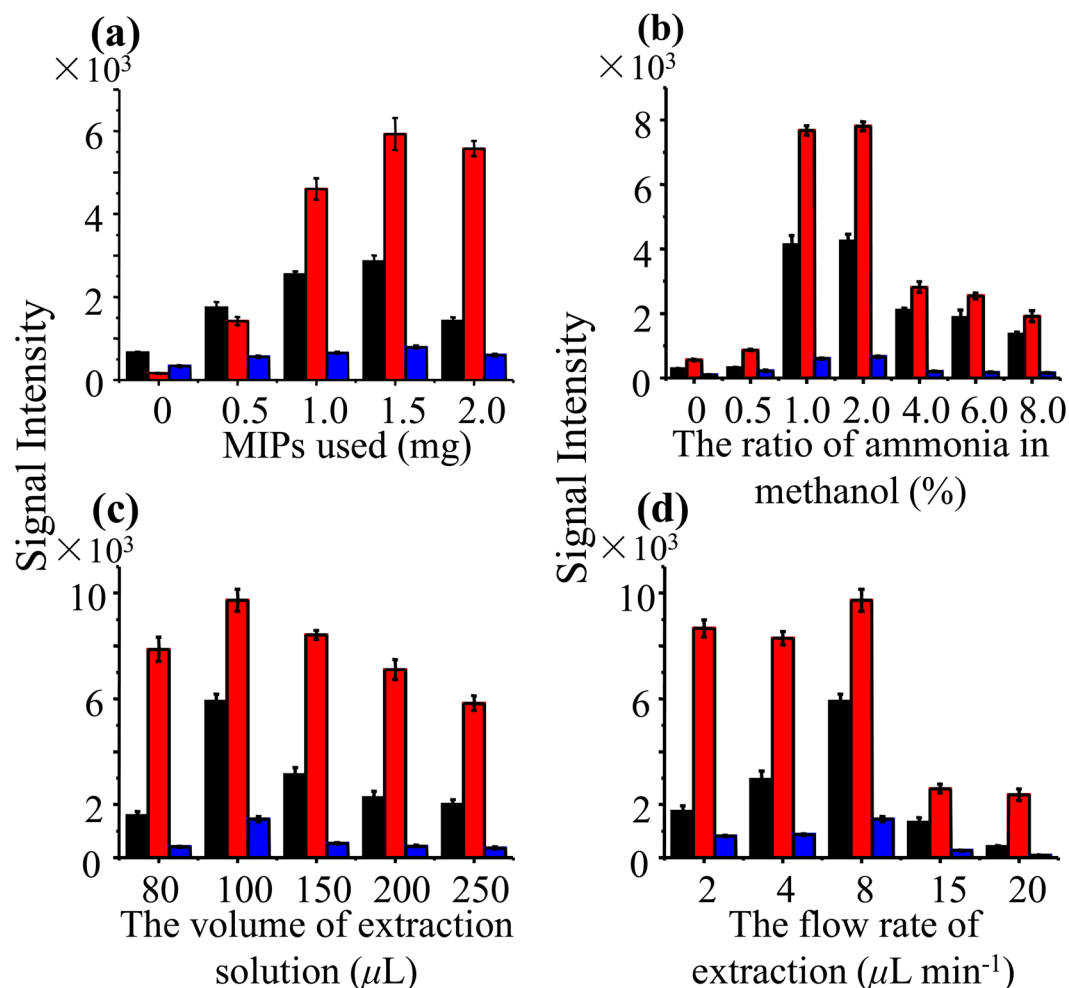 (a)
×10³
6
4
2
0
0 0.5 1.0 1.5 2.0
MIPs used (mg)
(b)
×10³
8
6
4
2
0
0 0.5 1.0 2.0 4.0 6.0 8.0
The ratio of ammonia in
methanol (%)
Signal Intensity
Signal Intensity
(c)
×10³
10
6
2
0
80 100 150 200 250
The volume of extraction
solution (μL)
(d)
×10³
10
6
2
0
2 4 8 15 20
The flow rate of
extraction (μL min⁻¹)